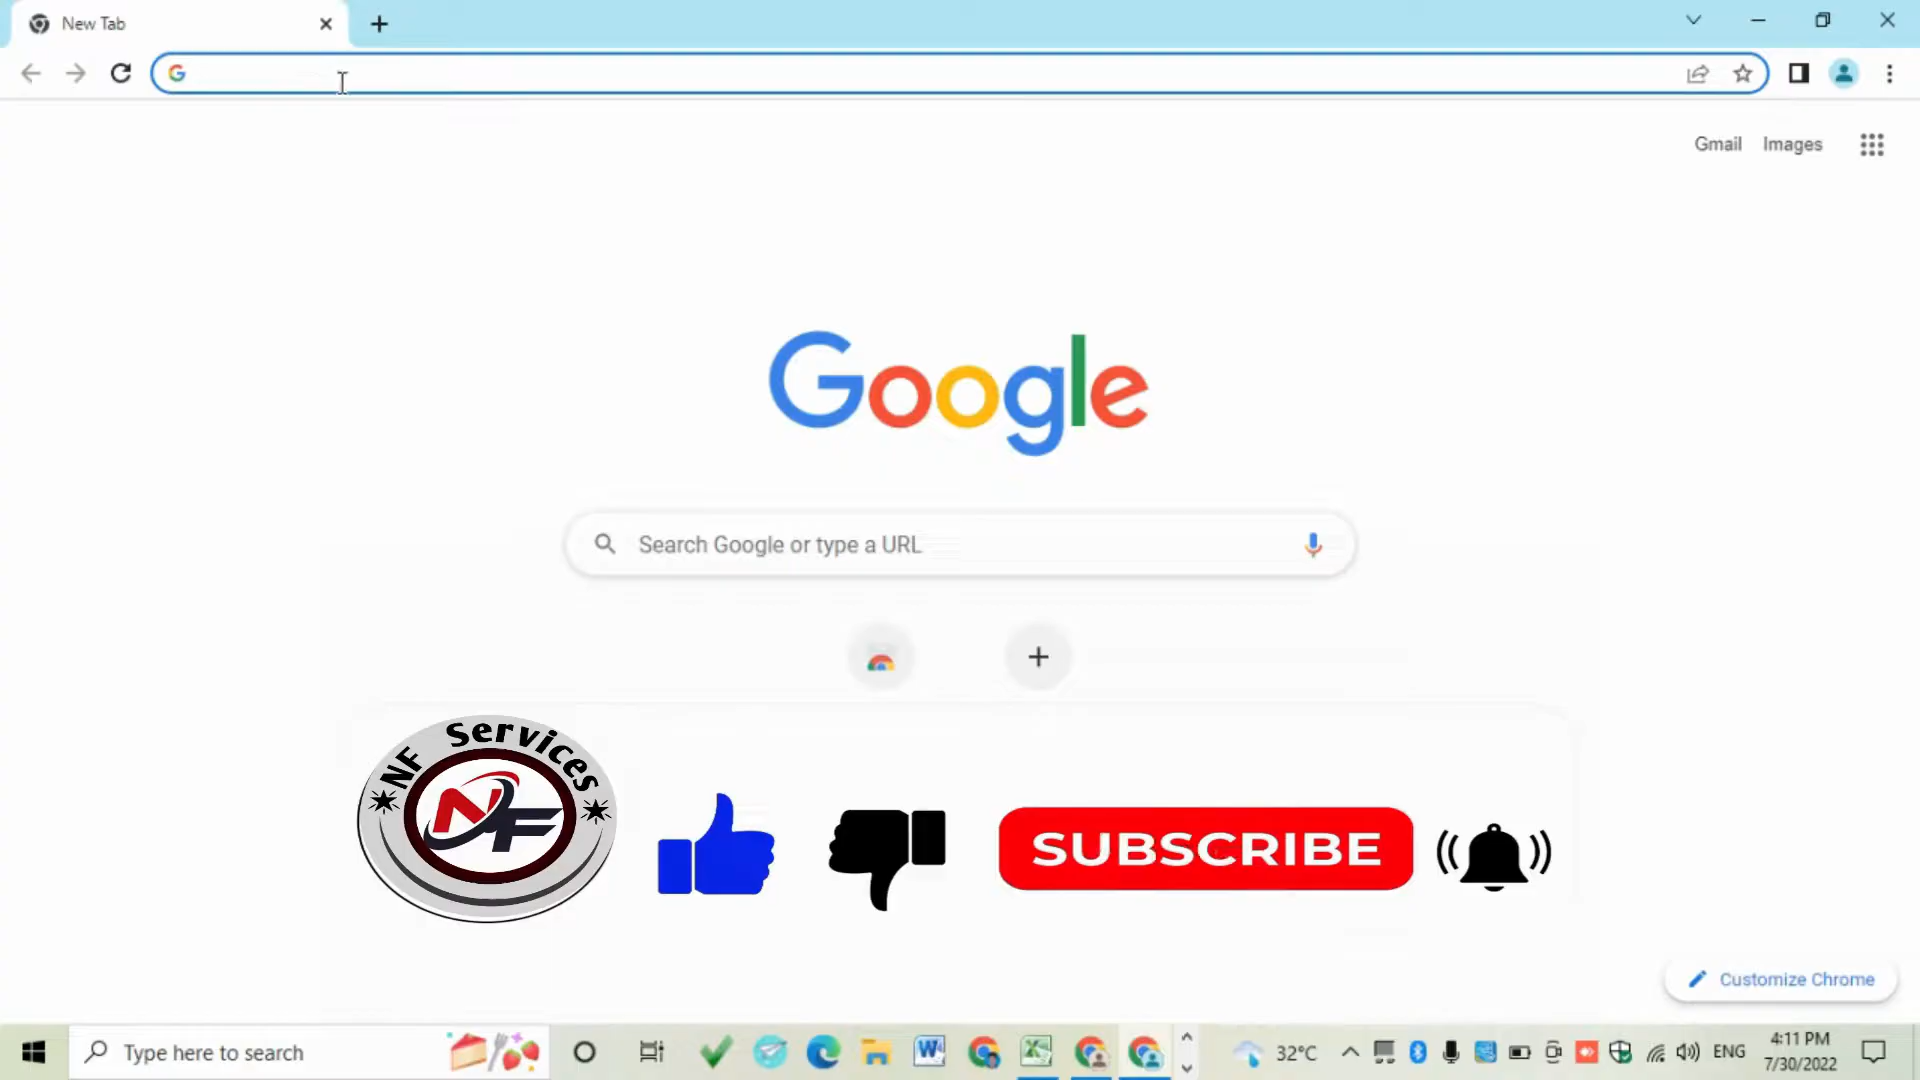 New Tab
Gmail Images
Google
Search Google or type a URL
NF Services
NF
SUBSCRIBE
Customize Chrome
Type here to search
32°C
ENG
4:11 PM
7/30/2022